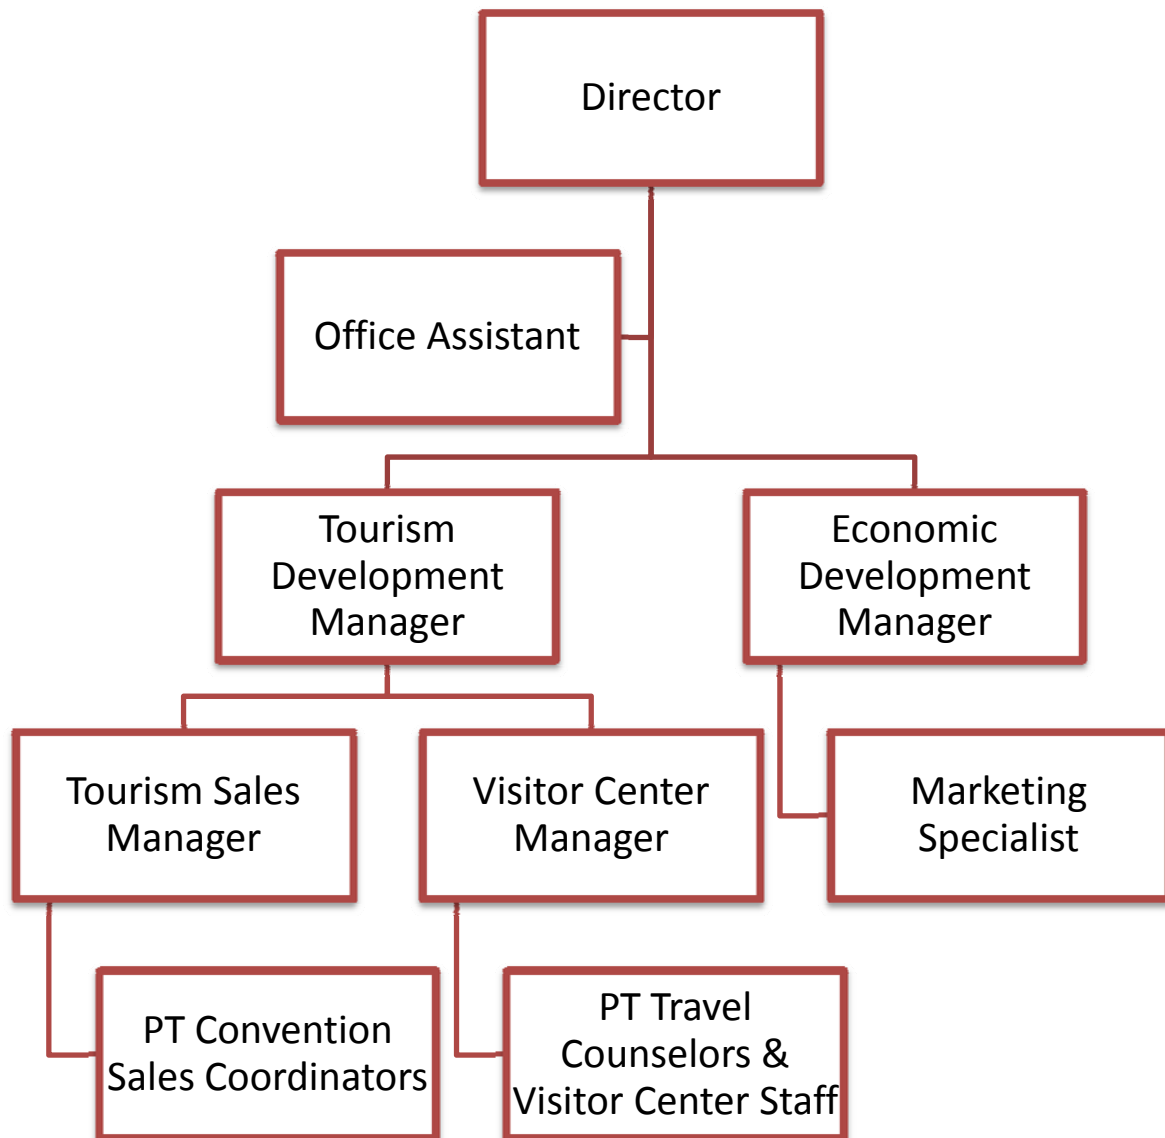 Director
Office Assistant
Tourism
Development
Manager
Economic
Development
Manager
Tourism Sales
Manager
Visitor Center
Manager
Marketing
Specialist
PT Convention
Sales Coordinators
PT Travel
Counselors &
Visitor Center Staff